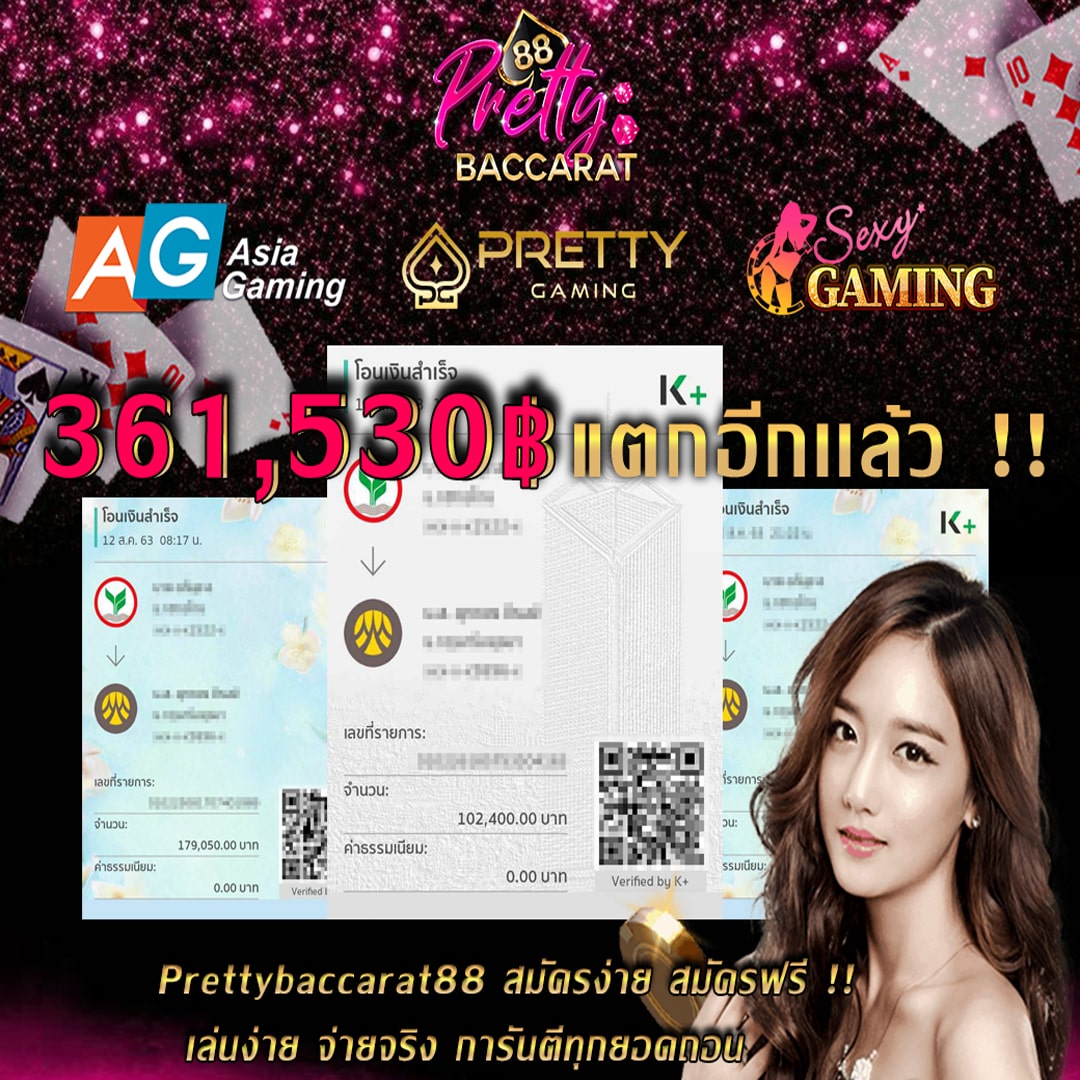 88
Pretty
BACCARAT
AG Asia Gaming
PRETTY GAMING
Sexy GAMING
A
10
K
โอนเงินสำเร็จ
K+
361,530฿ แตกอีกแล้ว !!
โอนเงินสำเร็จ
12 ส.ค. 63 08:17 น.
เลขที่รายการ:
จำนวน:
179,050.00 บาท
ค่าธรรมเนียม:
0.00 บาท
Verified
เลขที่รายการ:
จำนวน:
102,400.00 บาท
ค่าธรรมเนียม:
0.00 บาท
Verified by K+
อนเงินสำเร็จ
K+
Prettybaccarat88 สมัครง่าย สมัครฟรี !!
เล่นง่าย จ่ายจริง การันตีทุกยอดถอน